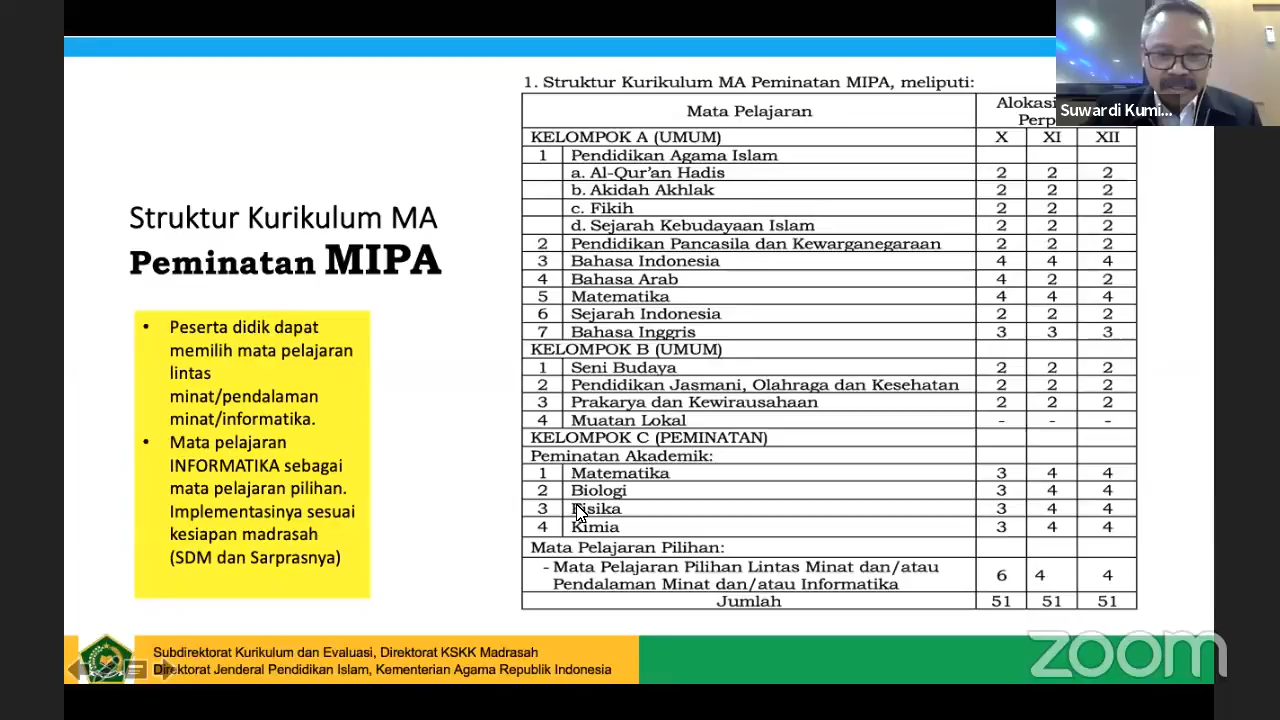 1. Struktur Kurikulum MA Peminatan MIPA, meliputi:
Mata Pelajaran
Perp
Suwardi Kumi...
KELOMPOK A (UMUM) X XI XII
1 Pendidikan Agama Islam
a. Al-Qur'an Hadis 2 2 2
b. Akidah Akhlak 2 2 2
c. Fikih 2 2 2
d. Sejarah Kebudayaan Islam 2 2 2
2 Pendidikan Pancasila dan Kewarganegaraan 2 2 2
3 Bahasa Indonesia 4 4 4
4 Bahasa Arab 4 2 2
5 Matematika 4 4 4
6 Sejarah Indonesia 2 2 2
7 Bahasa Inggris 3 3 3
KELOMPOK B (UMUM)
1 Seni Budaya 2 2 2
2 Pendidikan Jasmani, Olahraga dan Kesehatan 2 2 2
3 Prakarya dan Kewirausahaan 2 2 2
4 Muatan Lokal - - -
KELOMPOK C (PEMINATAN)
Peminatan Akademik:
1 Matematika 3 4 4
2 Biologi 3 4 4
3 Fisika 3 4 4
4 Kimia 3 4 4
Mata Pelajaran Pilihan:
- Mata Pelajaran Pilihan Lintas Minat dan/atau
Pendalaman Minat dan/atau Informatika 6 4 4
Jumlah 51 51 51
Struktur Kurikulum MA
Peminatan MIPA
• Peserta didik dapat
memilih mata pelajaran
lintas
minat/pendalaman
minat/informatika.
• Mata pelajaran
INFORMATIKA sebagai
mata pelajaran pilihan.
Implementasinya sesuai
kesiapan madrasah
(SDM dan Sarprasnya)
Subdirektorat Kurikulum dan Evaluasi, Direktorat KSKK Madrasah
Direktorat Jenderal Pendidikan Islam, Kementerian Agama Republik Indonesia
zoom